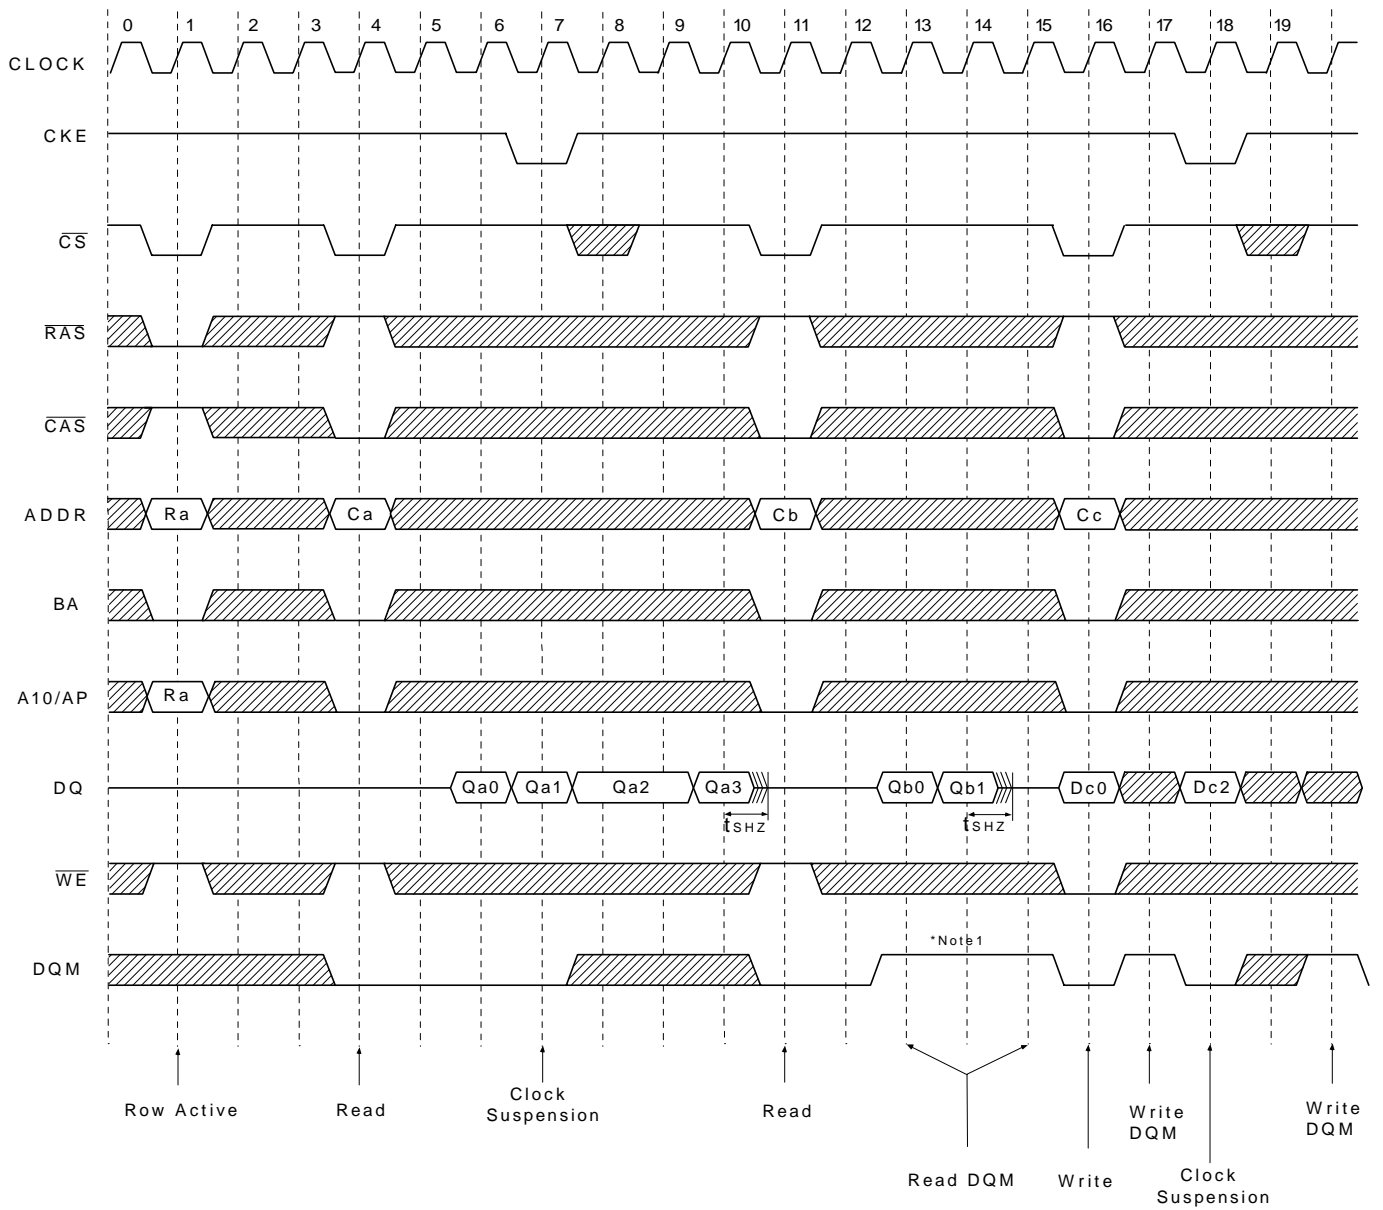 0 1 2 3 4 5 6 7 8 9 10 11 12 13 14 15 16 17 18 19
CLOCK
CKE
CS
RAS
CAS
ADDR Ra Ca Cb Cc
BA
A10/AP Ra
DQ Qa0 Qa1 Qa2 Qa3 Qb0 Qb1 Dc0 Dc2
tSHZ tSHZ
WE
*Note1
DQM
Row Active Read Clock Suspension Read Write DQM Write DQM
Read DQM Write Clock Suspension